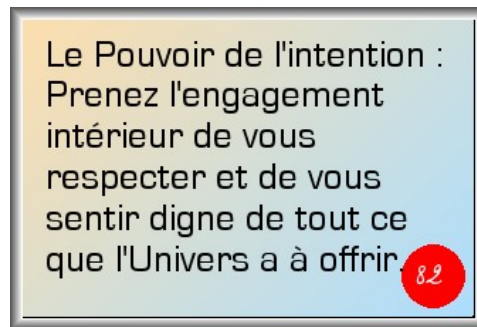 Le Pouvoir de l'intention :
Prenez l'engagement
intérieur de vous
respecter et de vous
sentir digne de tout ce
que l'Univers a à offrir.
82